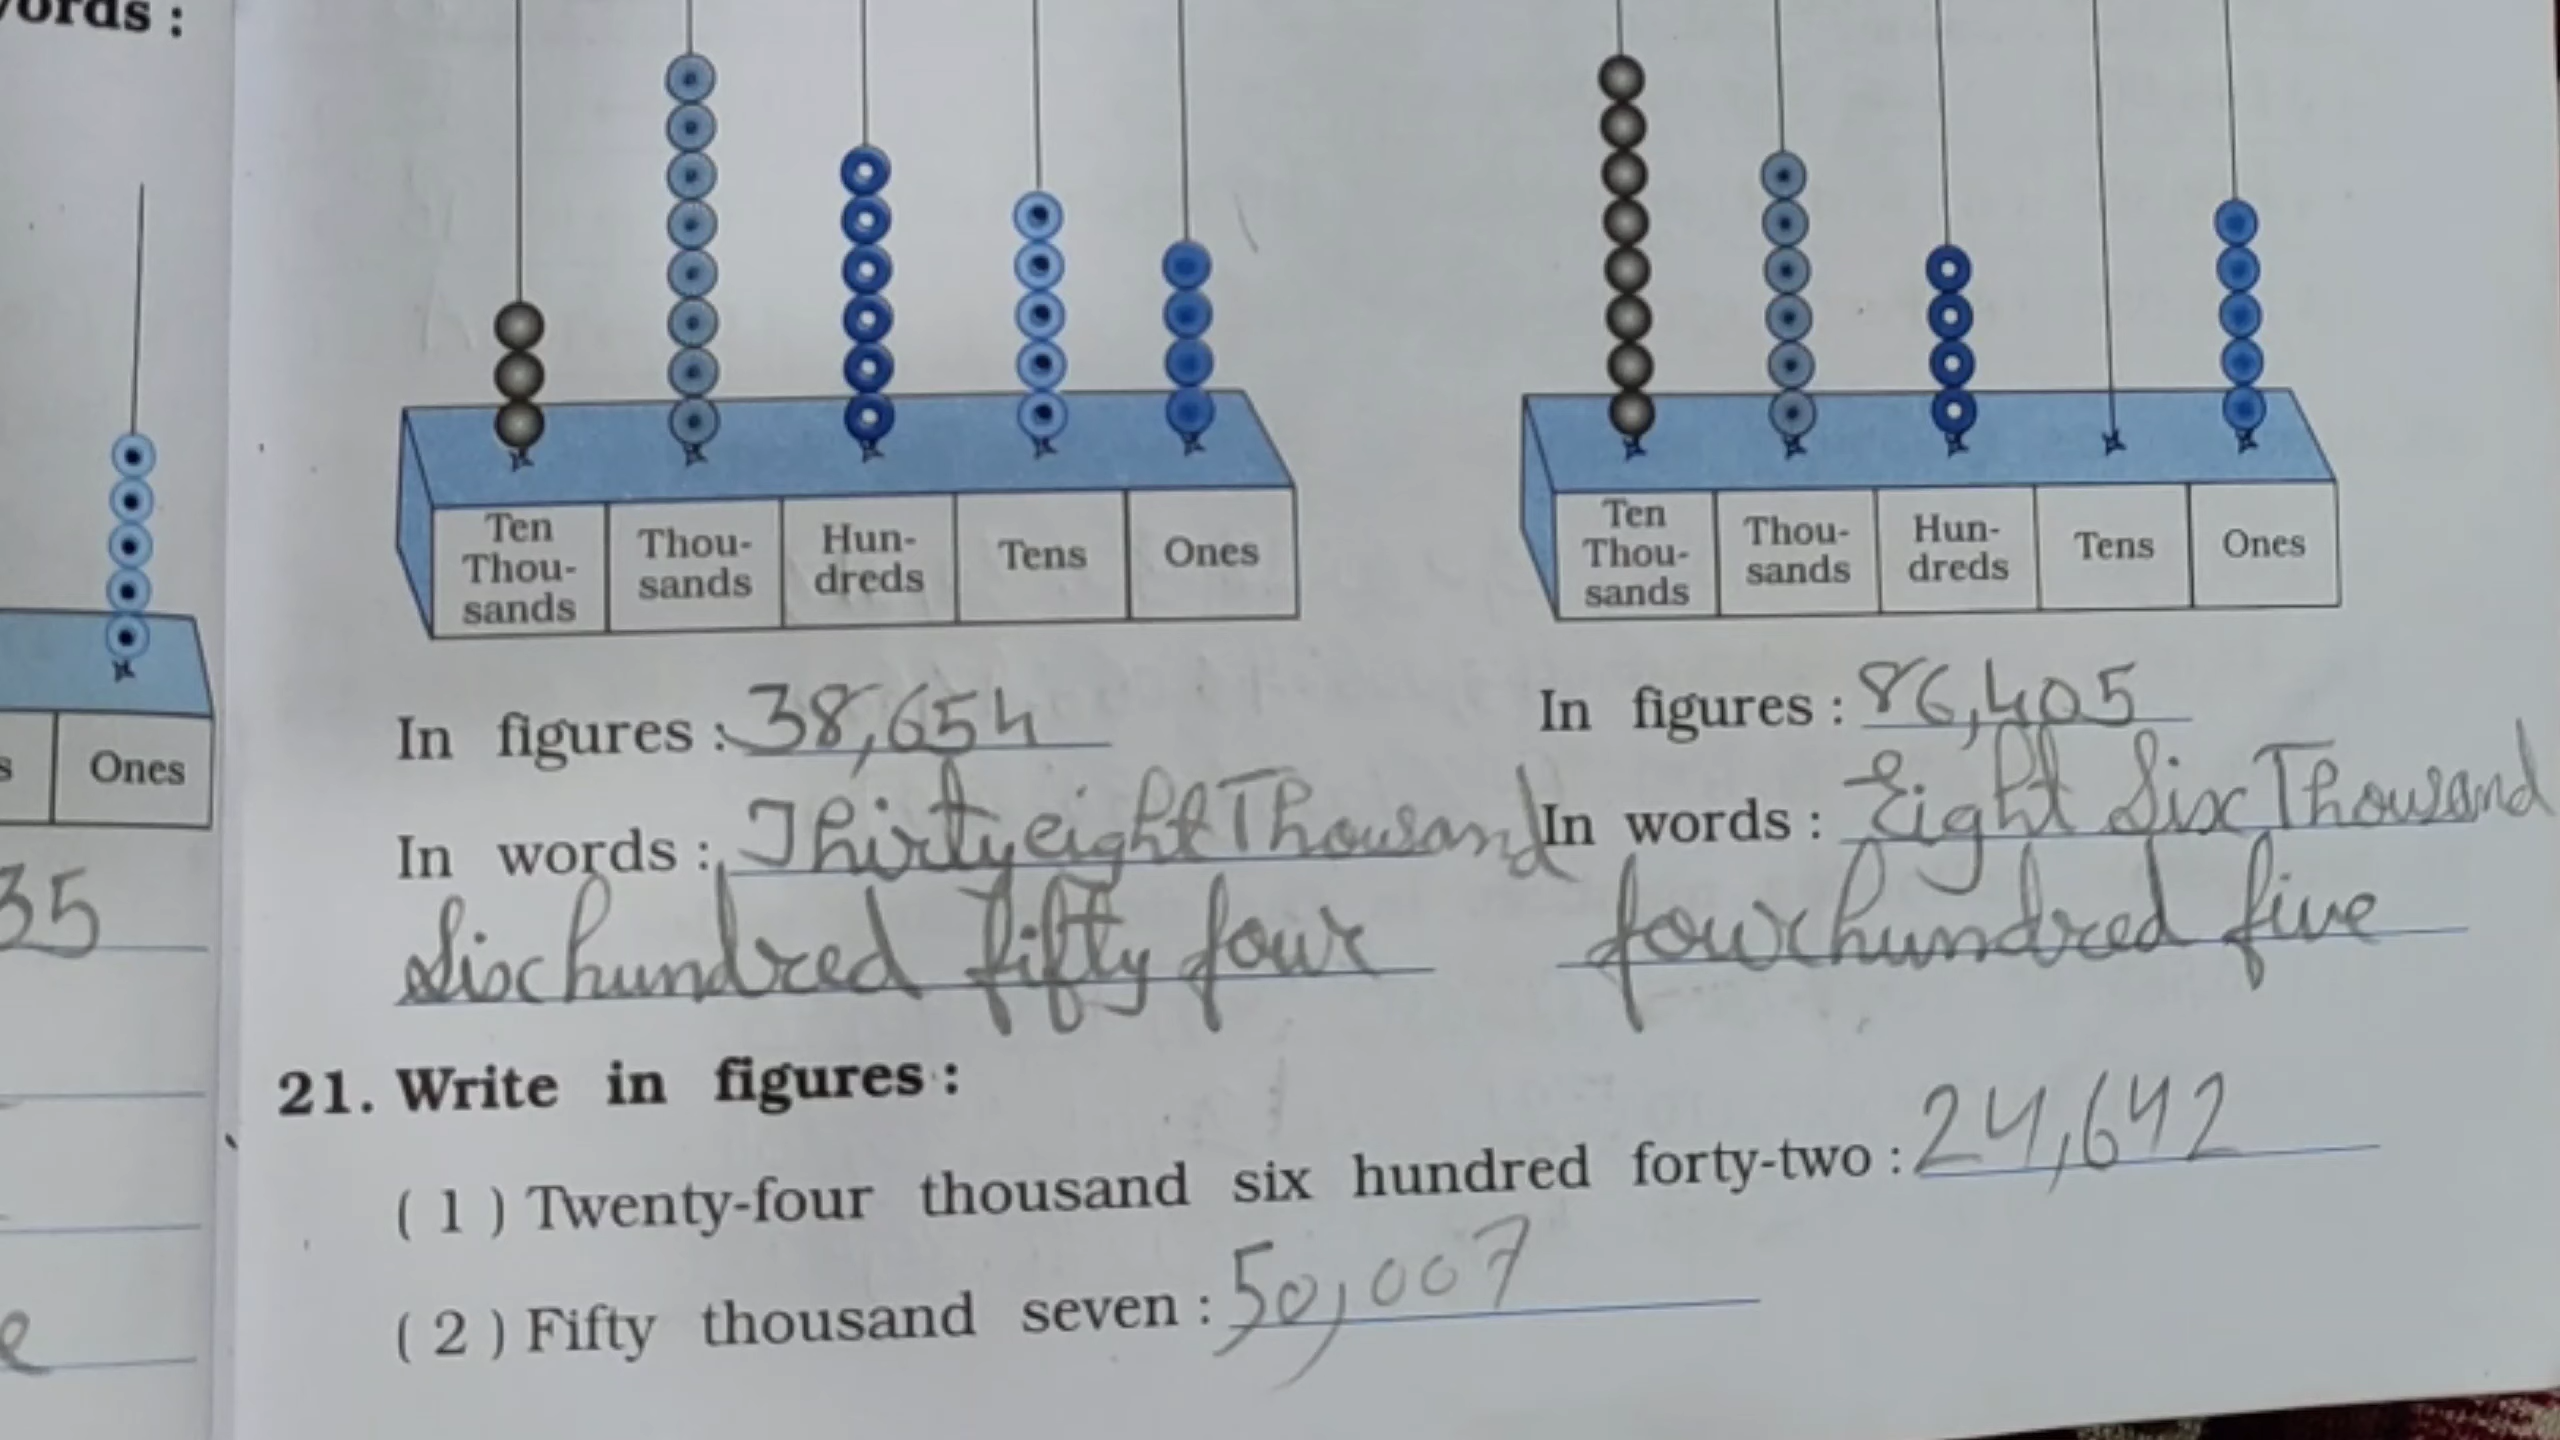 ords :
Ones
35
e
Ten Thou- sands
Thou- sands
Hun- dreds
Tens
Ones
In figures : 38,654
In words : Thirty eight Thousand
Six hundred fifty four
Ten Thou- sands
Thou- sands
Hun- dreds
Tens
Ones
In figures : 86,405
In words : Eight Six Thousand
four hundred five
21. Write in figures :
( 1 ) Twenty-four thousand six hundred forty-two : 24,642
( 2 ) Fifty thousand seven : 50,007